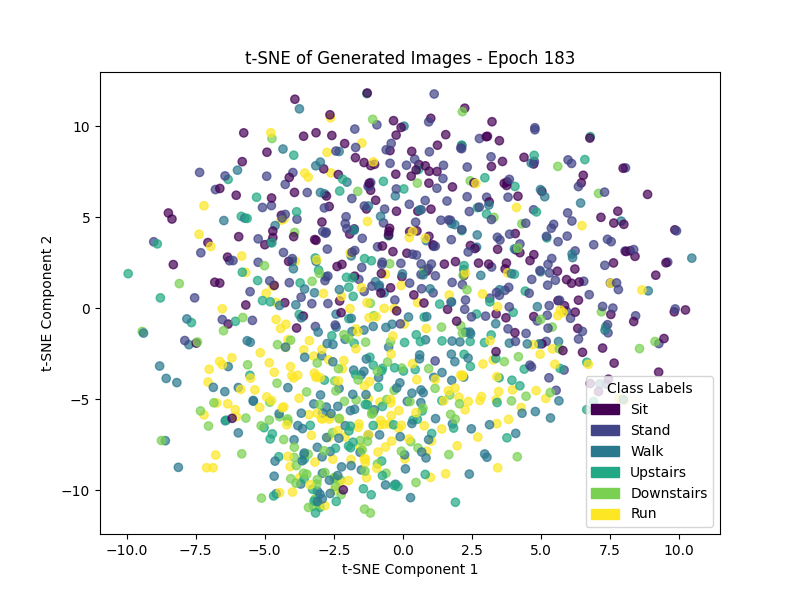 t-SNE of Generated Images - Epoch 183
t-SNE Component 2
10
5
0
−5
−10
Class Labels
Sit
Stand
Walk
Upstairs
Downstairs
Run
−10.0 −7.5 −5.0 −2.5 0.0 2.5 5.0 7.5 10.0
t-SNE Component 1